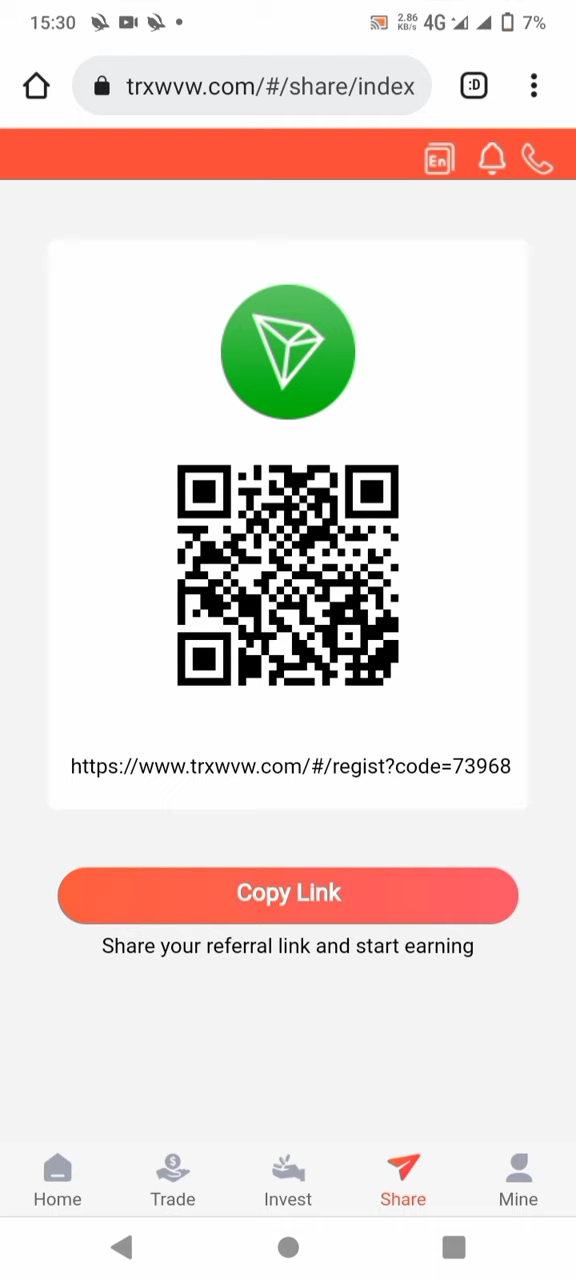 15:30
2.86
KB/s
4G
7%
trxwvw.com/#/share/index
:D
En
https://www.trxwvw.com/#/regist?code=73968
Copy Link
Share your referral link and start earning
Home
Trade
Invest
Share
Mine